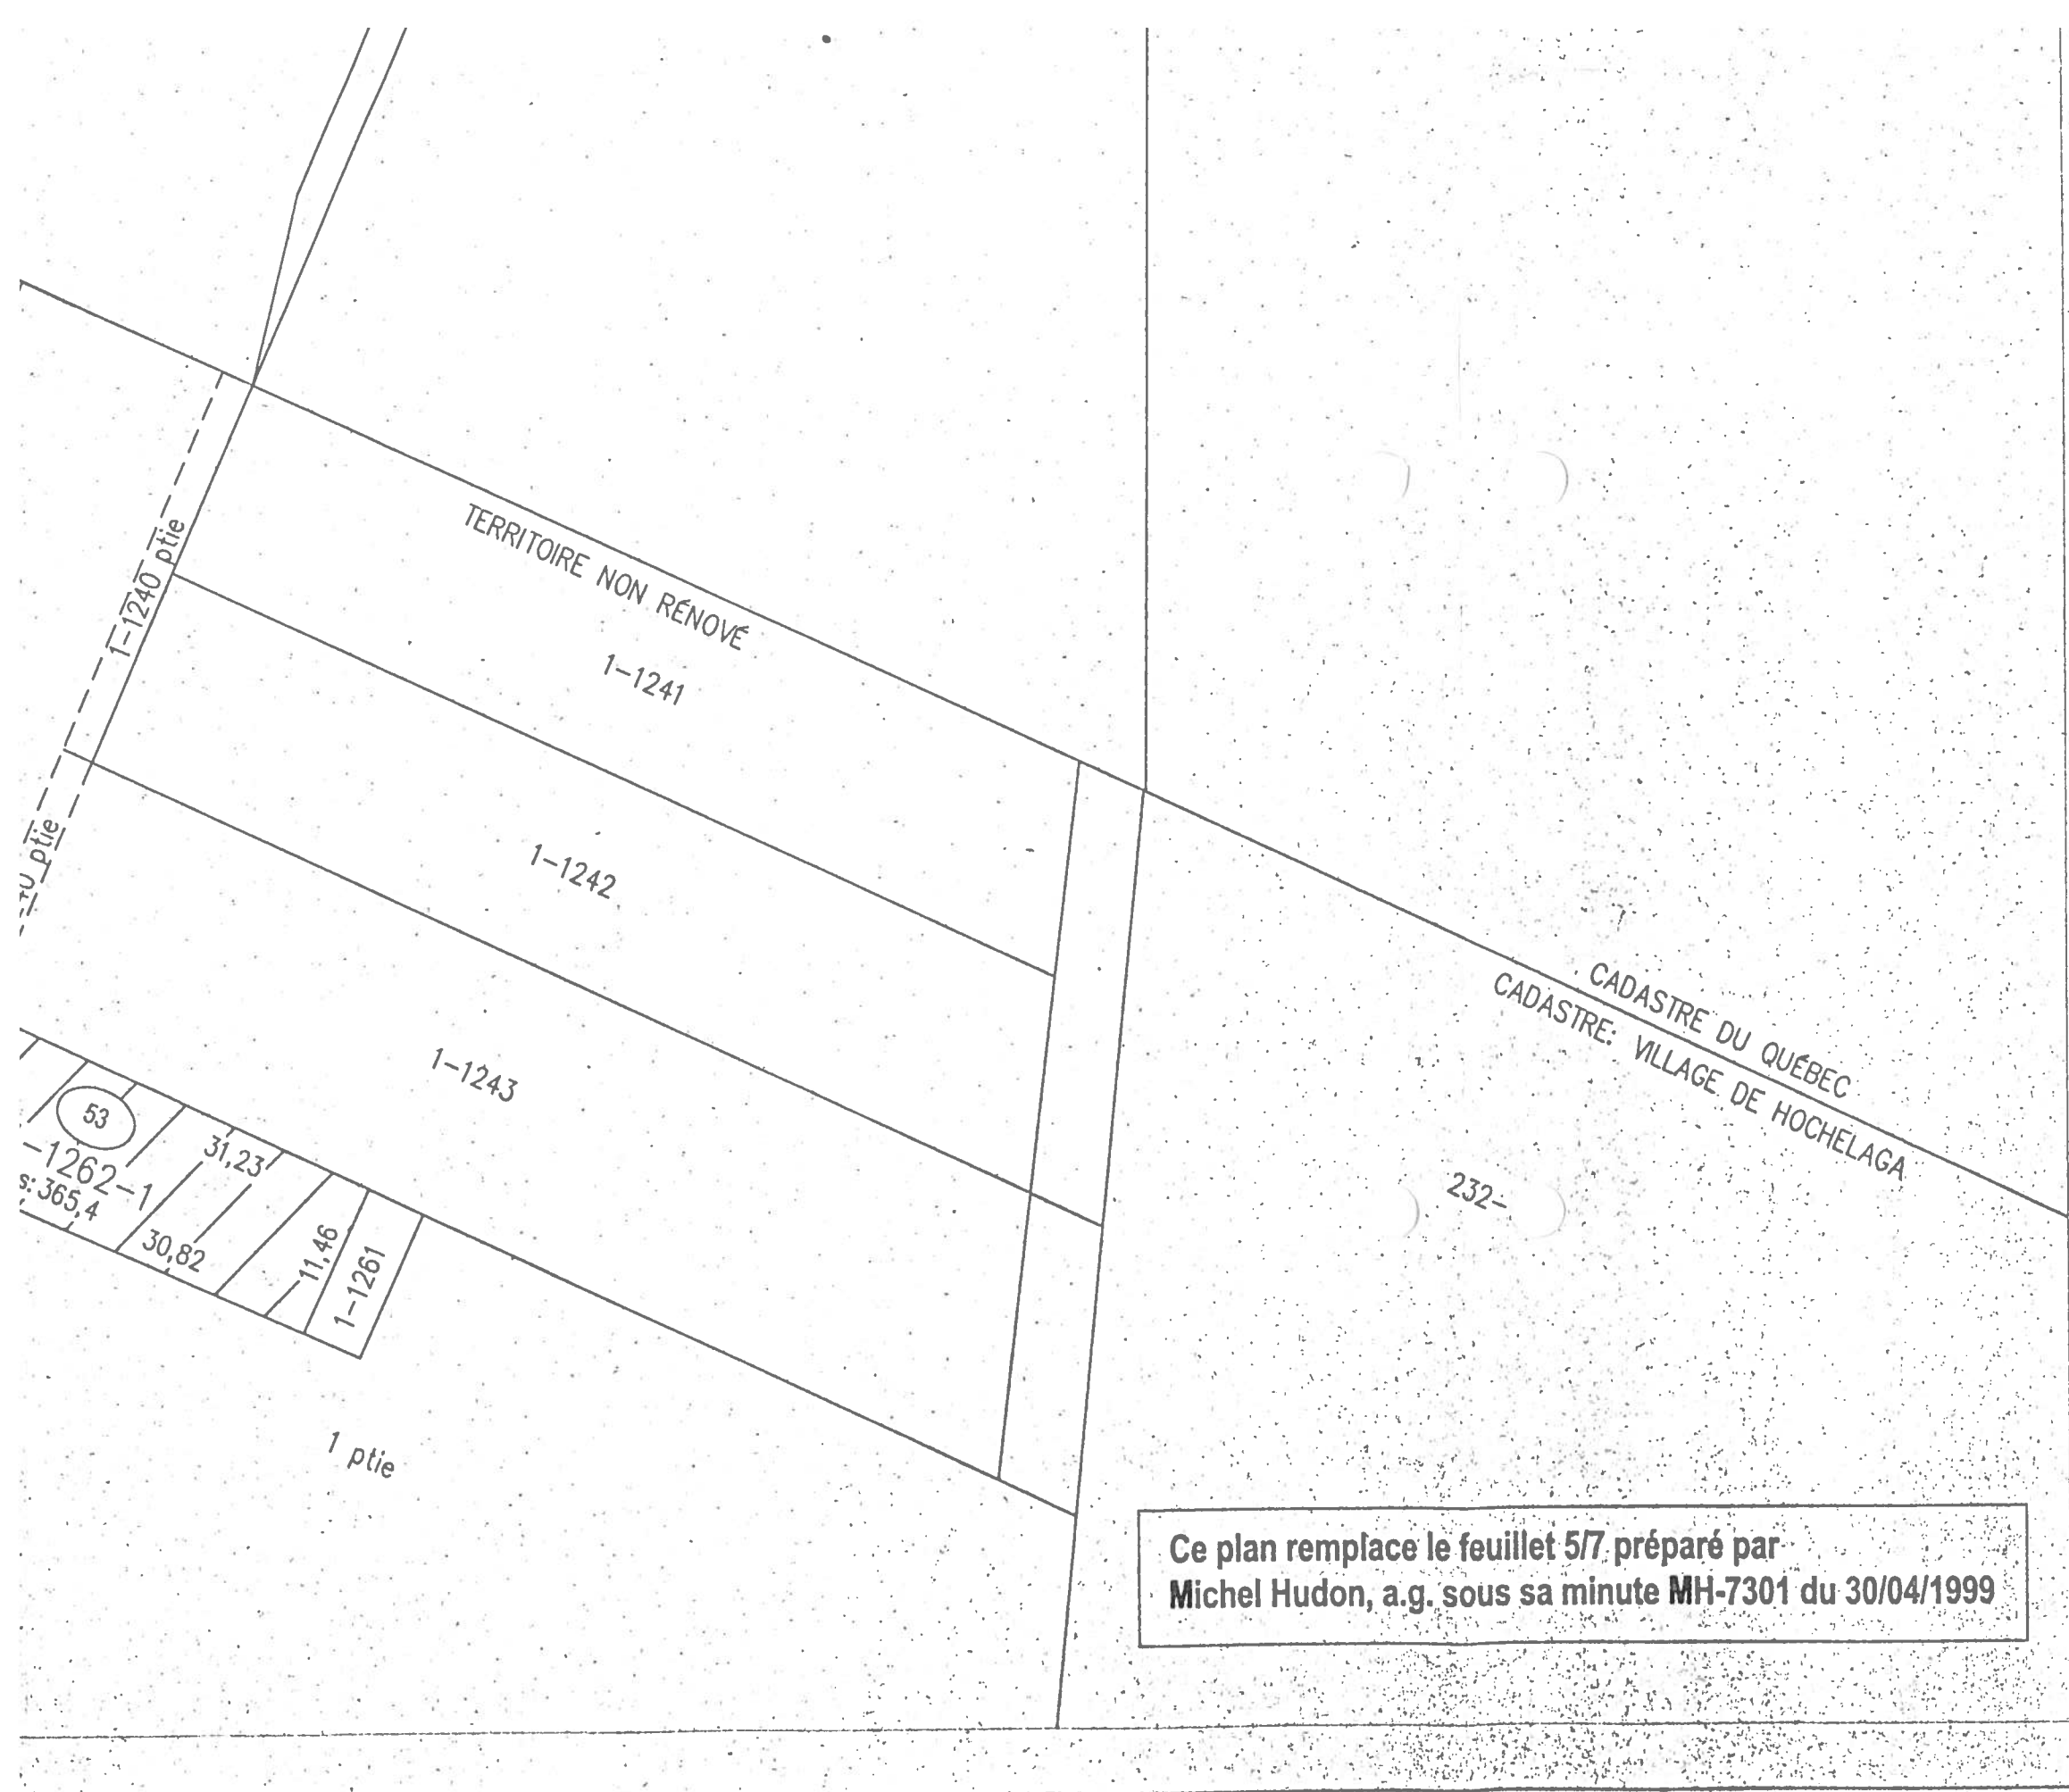 TERRITOIRE NON RÉNOVÉ
1-1240 ptie
1-1241
ptie
1-1242
1-1243
CADASTRE DU QUÉBEC
CADASTRE: VILLAGE DE HOCHELAGA
53
31,23
-1262-1
s: 365,4
30,82
11,46
1-1261
232-
1 ptie
Ce plan remplace le feuillet 5/7 préparé par
Michel Hudon, a.g. sous sa minute MH-7301 du 30/04/1999